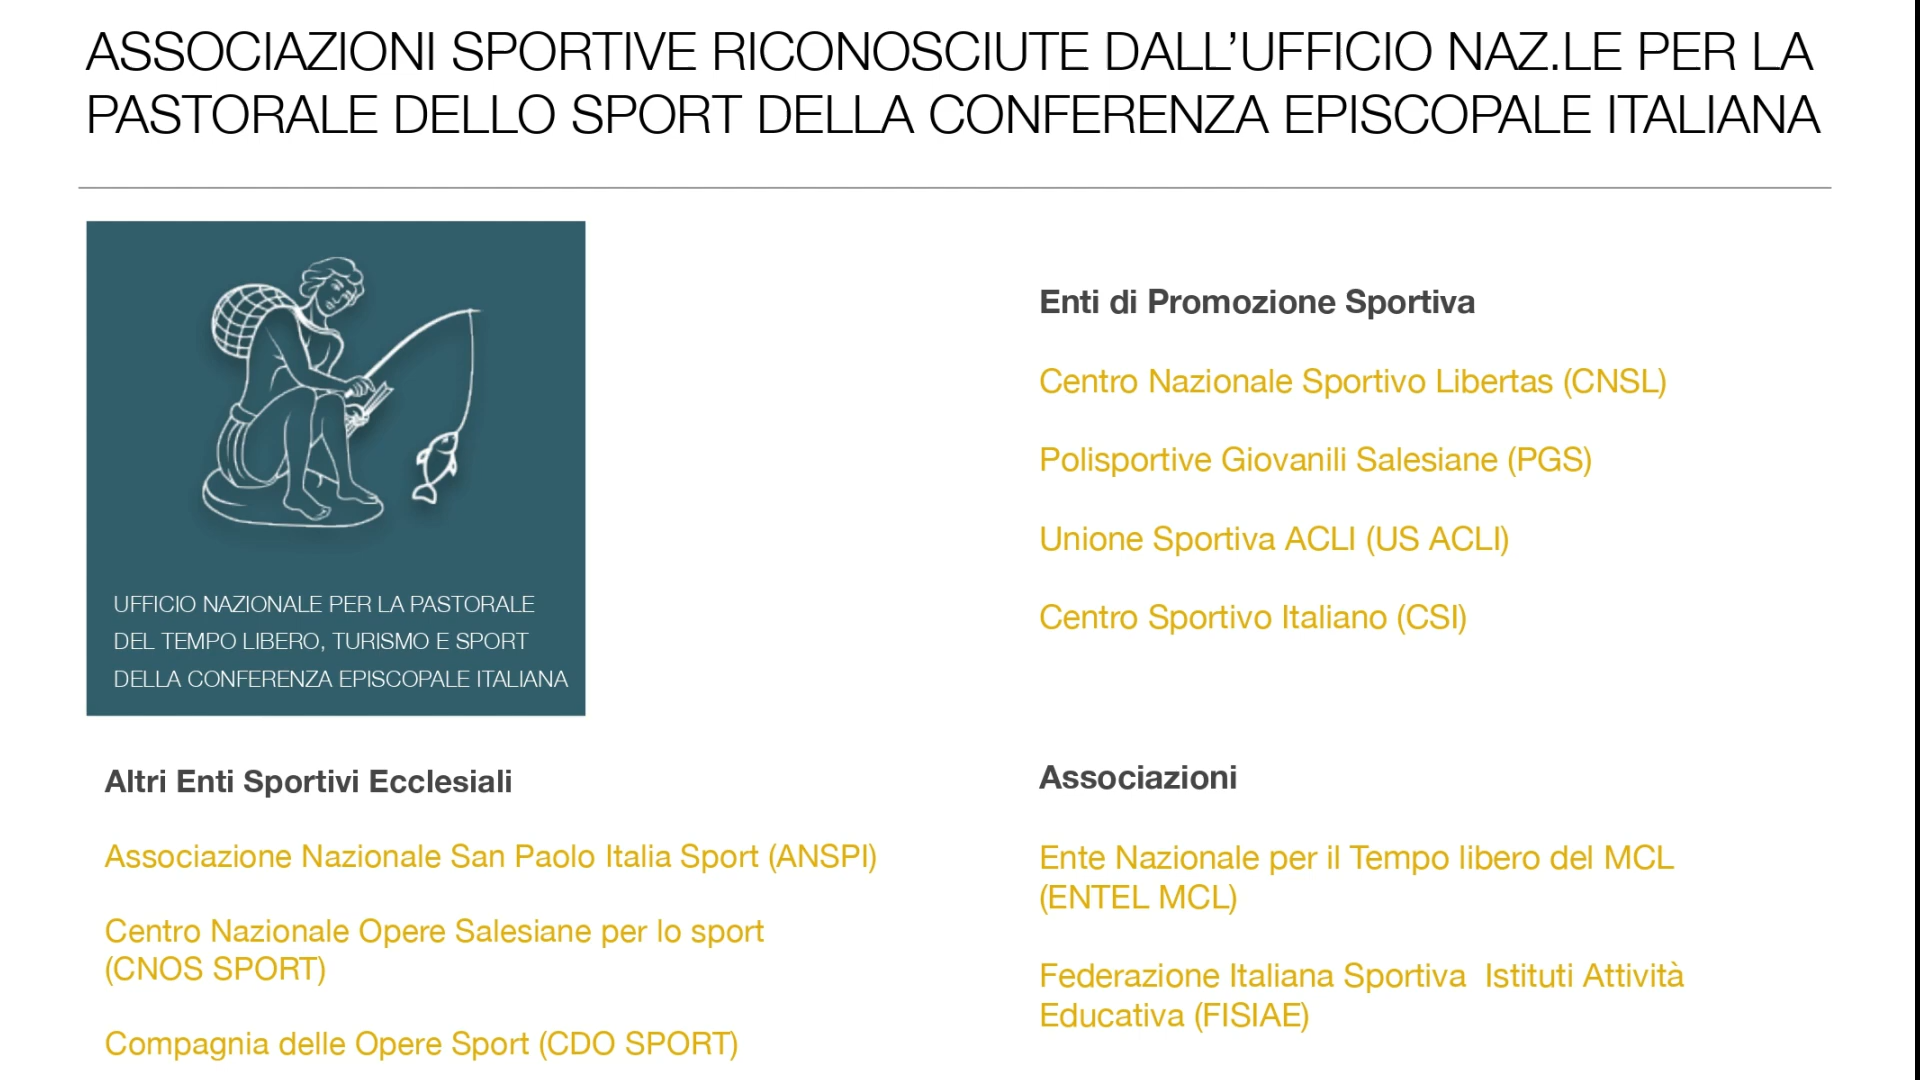 ASSOCIAZIONI SPORTIVE RICONOSCIUTE DALL’UFFICIO NAZ.LE PER LA
PASTORALE DELLO SPORT DELLA CONFERENZA EPISCOPALE ITALIANA
UFFICIO NAZIONALE PER LA PASTORALE
DEL TEMPO LIBERO, TURISMO E SPORT
DELLA CONFERENZA EPISCOPALE ITALIANA
Enti di Promozione Sportiva
Centro Nazionale Sportivo Libertas (CNSL)
Polisportive Giovanili Salesiane (PGS)
Unione Sportiva ACLI (US ACLI)
Centro Sportivo Italiano (CSI)
Altri Enti Sportivi Ecclesiali
Associazione Nazionale San Paolo Italia Sport (ANSPI)
Centro Nazionale Opere Salesiane per lo sport
(CNOS SPORT)
Compagnia delle Opere Sport (CDO SPORT)
Associazioni
Ente Nazionale per il Tempo libero del MCL
(ENTEL MCL)
Federazione Italiana Sportiva  Istituti Attività
Educativa (FISIAE)